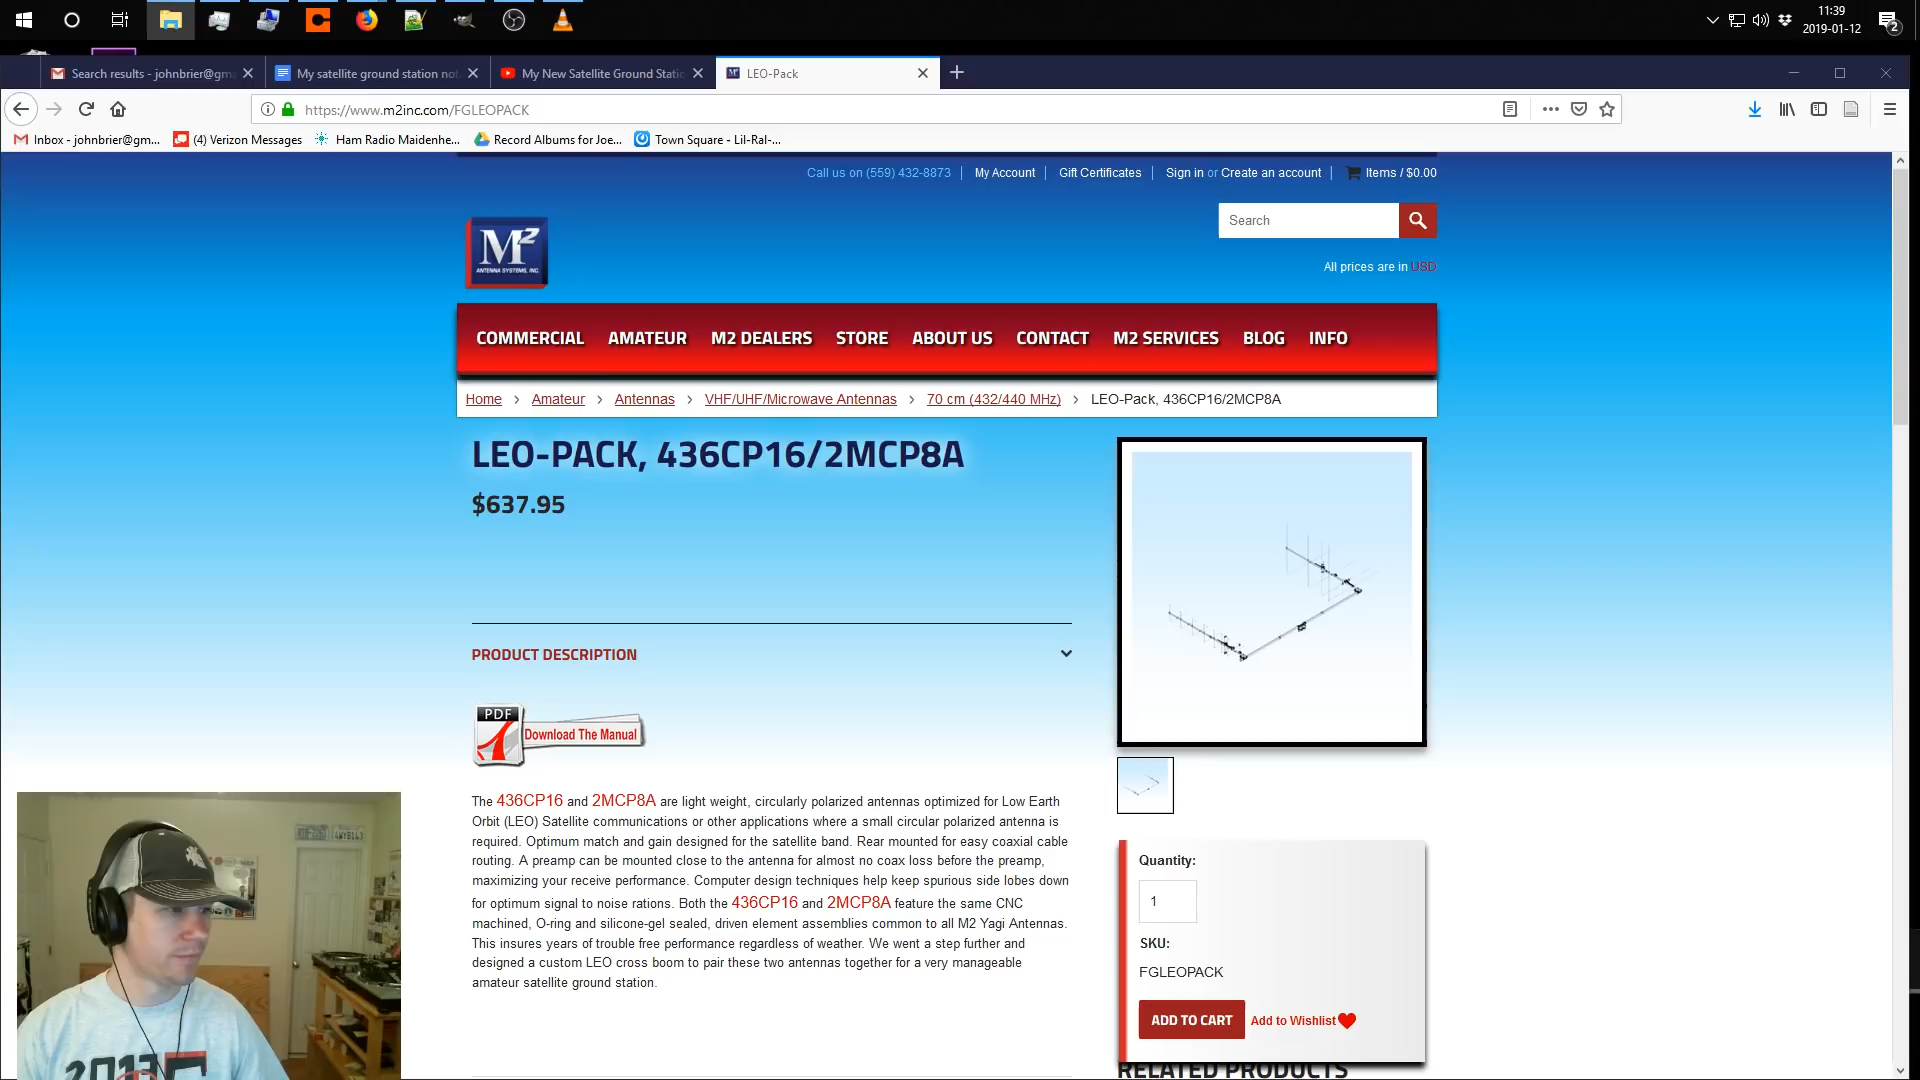 11:39
2019-01-12
2
Search results - johnbrier@gma
My satellite ground station not
My New Satellite Ground Statio
LEO-Pack
https://www.m2inc.com/FGLEOPACK
Inbox - johnbrier@gm...
(4) Verizon Messages
Ham Radio Maidenhe...
Record Albums for Joe...
Town Square - Lil-Ral-...
Call us on (559) 432-8873
My Account
Gift Certificates
Sign in or Create an account
Items / $0.00
Search
M2
ANTENNA SYSTEMS, INC.
All prices are in USD
COMMERCIAL AMATEUR M2 DEALERS STORE ABOUT US CONTACT M2 SERVICES BLOG INFO
Home > Amateur > Antennas > VHF/UHF/Microwave Antennas > 70 cm (432/440 MHz) > LEO-Pack, 436CP16/2MCP8A
LEO-PACK, 436CP16/2MCP8A
$637.95
PRODUCT DESCRIPTION
PDF
Download The Manual
The 436CP16 and 2MCP8A are light weight, circularly polarized antennas optimized for Low Earth
Orbit (LEO) Satellite communications or other applications where a small circular polarized antenna is
required. Optimum match and gain designed for the satellite band. Rear mounted for easy coaxial cable
routing. A preamp can be mounted close to the antenna for almost no coax loss before the preamp,
maximizing your receive performance. Computer design techniques help keep spurious side lobes down
for optimum signal to noise rations. Both the 436CP16 and 2MCP8A feature the same CNC
machined, O-ring and silicone-gel sealed, driven element assemblies common to all M2 Yagi Antennas.
This insures years of trouble free performance regardless of weather. We went a step further and
designed a custom LEO cross boom to pair these two antennas together for a very manageable
amateur satellite ground station.
Quantity:
1
SKU:
FGLEOPACK
ADD TO CART
Add to Wishlist
RELATED PRODUCTS
2013